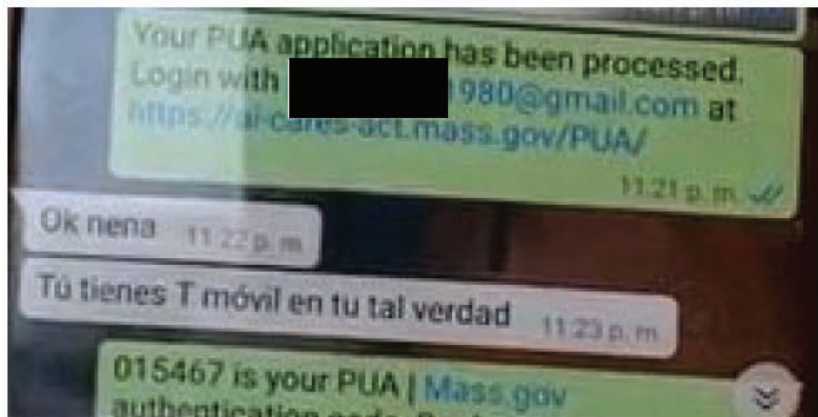 Your PUA application has been processed.
Login with 1980@gmail.com at
https://ui-cares-act.mass.gov/PUA/
11:21 p. m.
Ok nena 11:22 p. m.
Tú tienes T móvil en tu tal verdad 11:23 p. m.
015467 is your PUA | Mass.gov
authentication code.